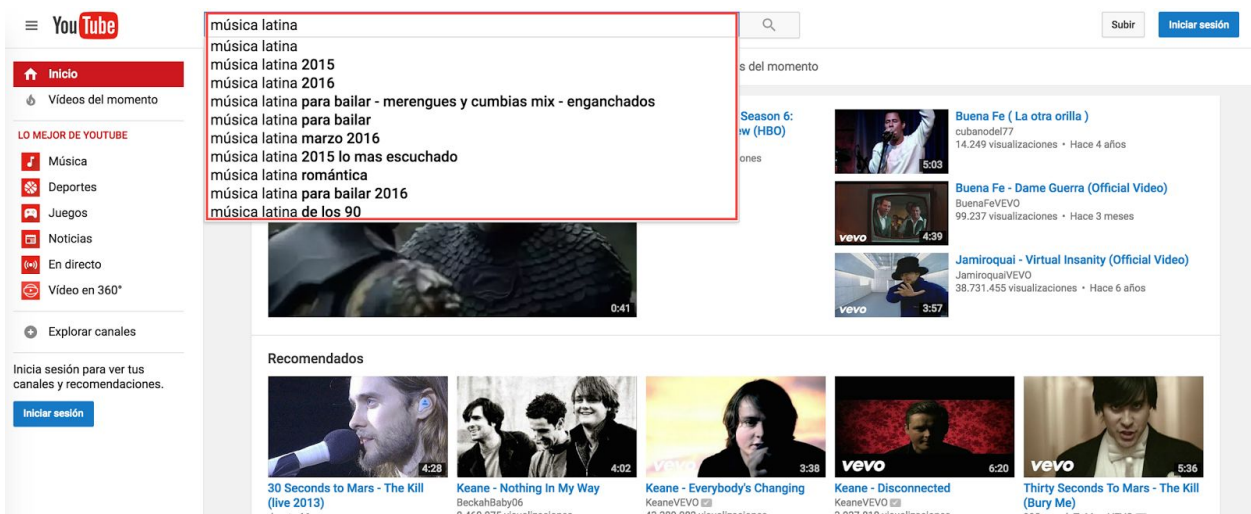 YouTube
música latina
Subir
Iniciar sesión
música latina
música latina 2015
música latina 2016
música latina para bailar - merengues y cumbias mix - enganchados
música latina para bailar
música latina marzo 2016
música latina 2015 lo mas escuchado
música latina romántica
música latina para bailar 2016
música latina de los 90
Inicio
Vídeos del momento
LO MEJOR DE YOUTUBE
Música
Deportes
Juegos
Noticias
En directo
Vídeo en 360°
Explorar canales
Inicia sesión para ver tus
canales y recomendaciones.
Iniciar sesión
del momento
Season 6:
(HBO)
0:41
Buena Fe ( La otra orilla )
cubanodel77
14.249 visualizaciones • Hace 4 años
5:03
Buena Fe - Dame Guerra (Official Video)
BuenaFeVEVO
99.237 visualizaciones • Hace 3 meses
vevo
4:39
Jamiroquai - Virtual Insanity (Official Video)
JamiroquaiVEVO
38.731.455 visualizaciones • Hace 6 años
vevo
3:57
Recomendados
4:28
30 Seconds to Mars - The Kill
(live 2013)
4:02
Keane - Nothing In My Way
BeckahBaby06
vevo
3:38
Keane - Everybody's Changing
KeaneVEVO
vevo
6:20
Keane - Disconnected
KeaneVEVO
vevo
5:36
Thirty Seconds To Mars - The Kill
(Bury Me)